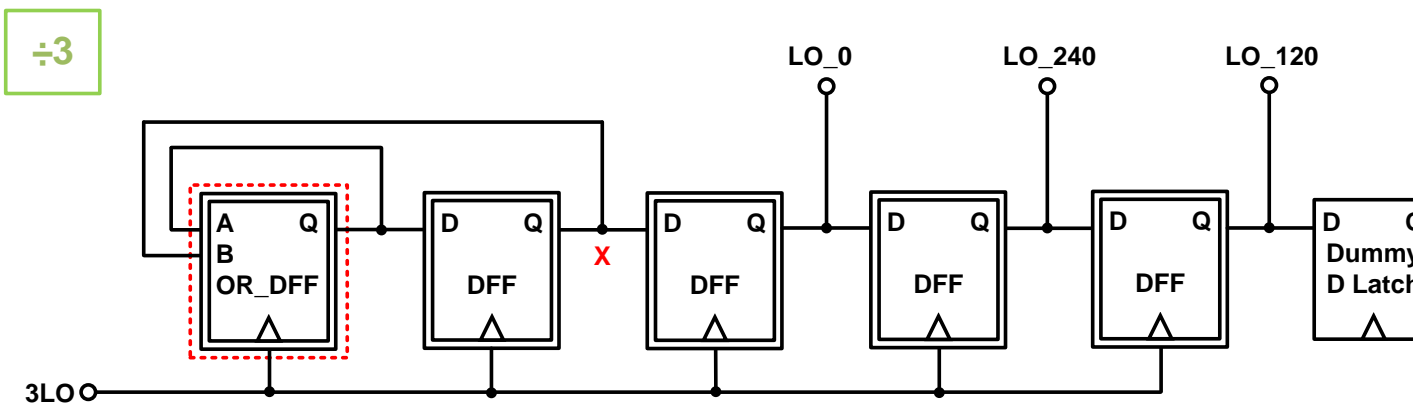 ÷3
LO_0
LO_240
LO_120
A Q
B
OR_DFF
D Q
DFF
X
D Q
DFF
D Q
DFF
D Q
DFF
D
Dummy
D Latch
3LO